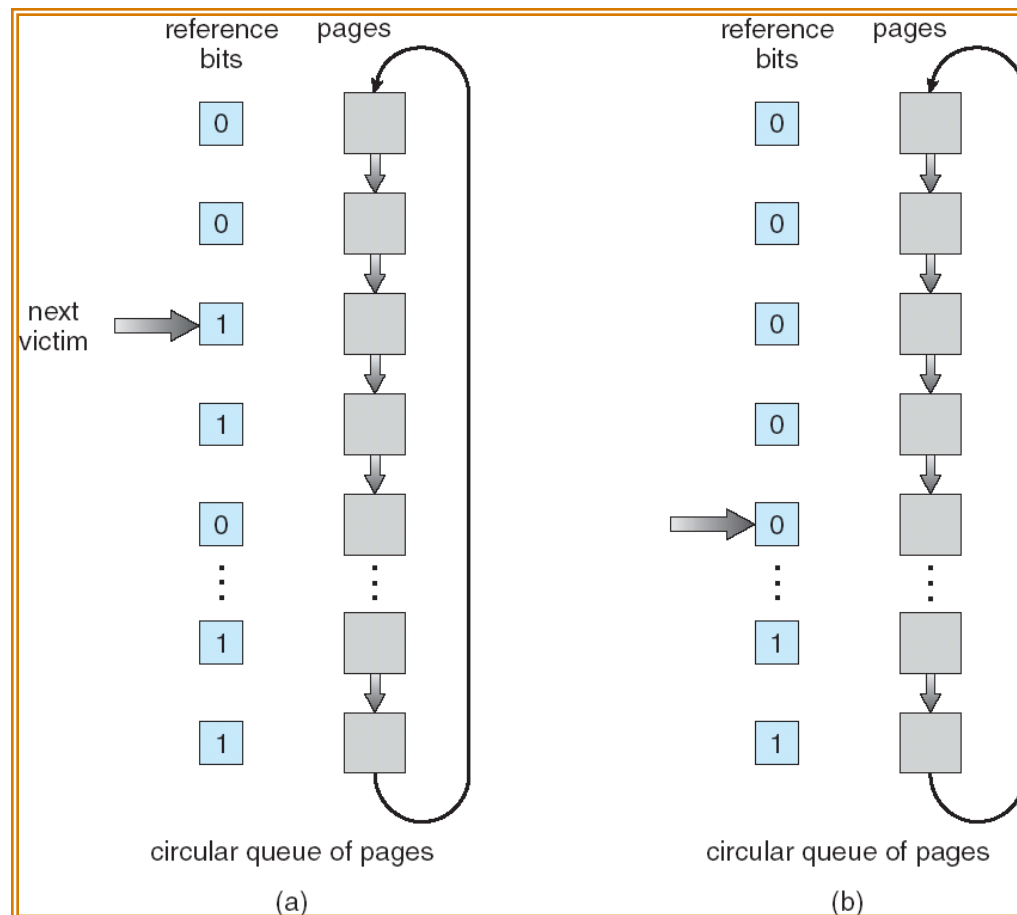 reference bits
pages
0
0
next victim
1
1
0
1
1
circular queue of pages
(a)
reference bits
pages
0
0
0
0
0
1
1
circular queue of pages
(b)